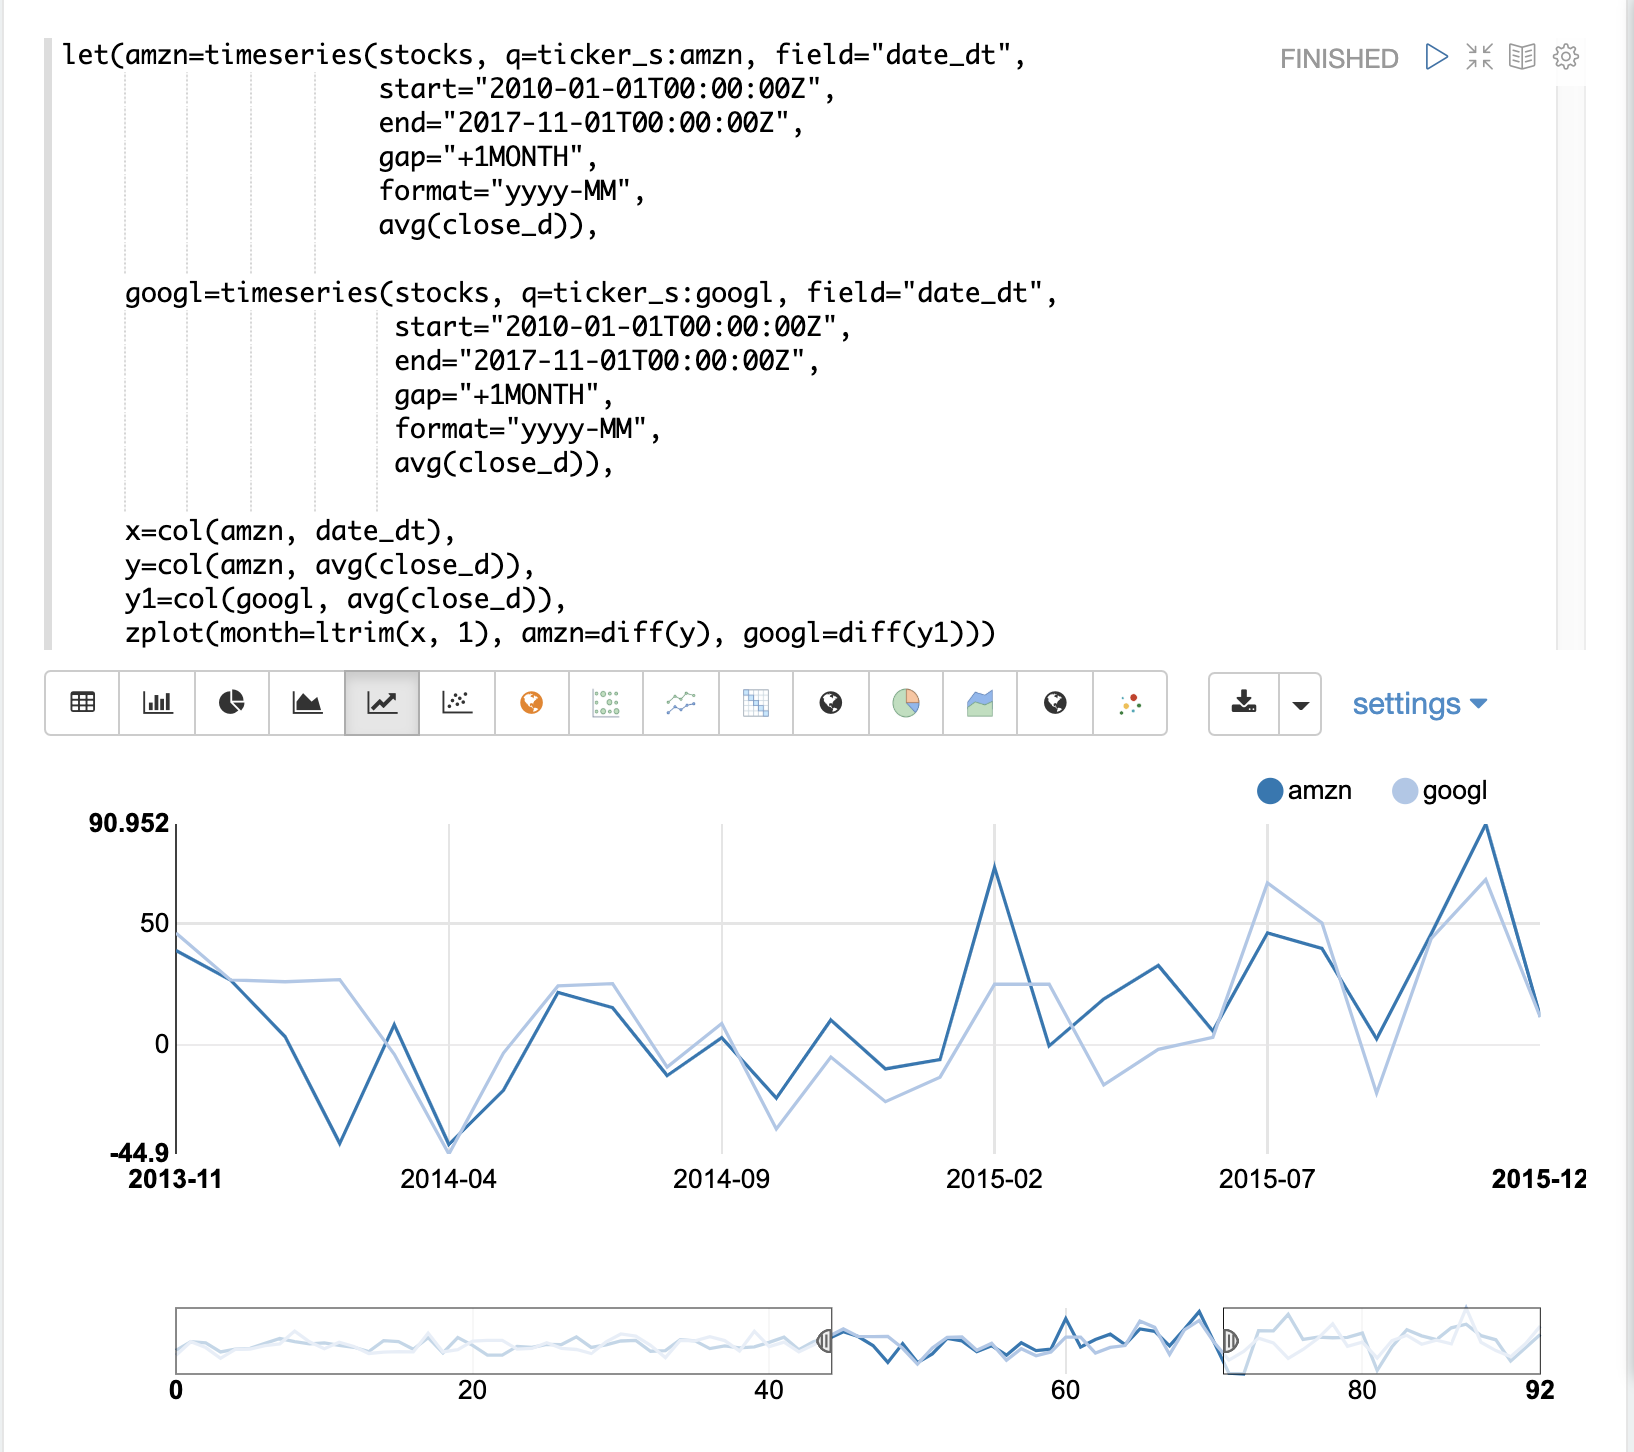 let(amzn=timeseries(stocks, q=ticker_s:amzn, field="date_dt",
start="2010-01-01T00:00:00Z",
end="2017-11-01T00:00:00Z",
gap="+1MONTH",
format="yyyy-MM",
avg(close_d)),
googl=timeseries(stocks, q=ticker_s:googl, field="date_dt",
start="2010-01-01T00:00:00Z",
end="2017-11-01T00:00:00Z",
gap="+1MONTH",
format="yyyy-MM",
avg(close_d)),
x=col(amzn, date_dt),
y=col(amzn, avg(close_d)),
y1=col(googl, avg(close_d)),
zplot(month=ltrim(x, 1), amzn=diff(y), googl=diff(y1)))
FINISHED
settings
amzn googl
90.952
50
0
-44.9
2013-11 2014-04 2014-09 2015-02 2015-07 2015-12
0 20 40 60 80 92